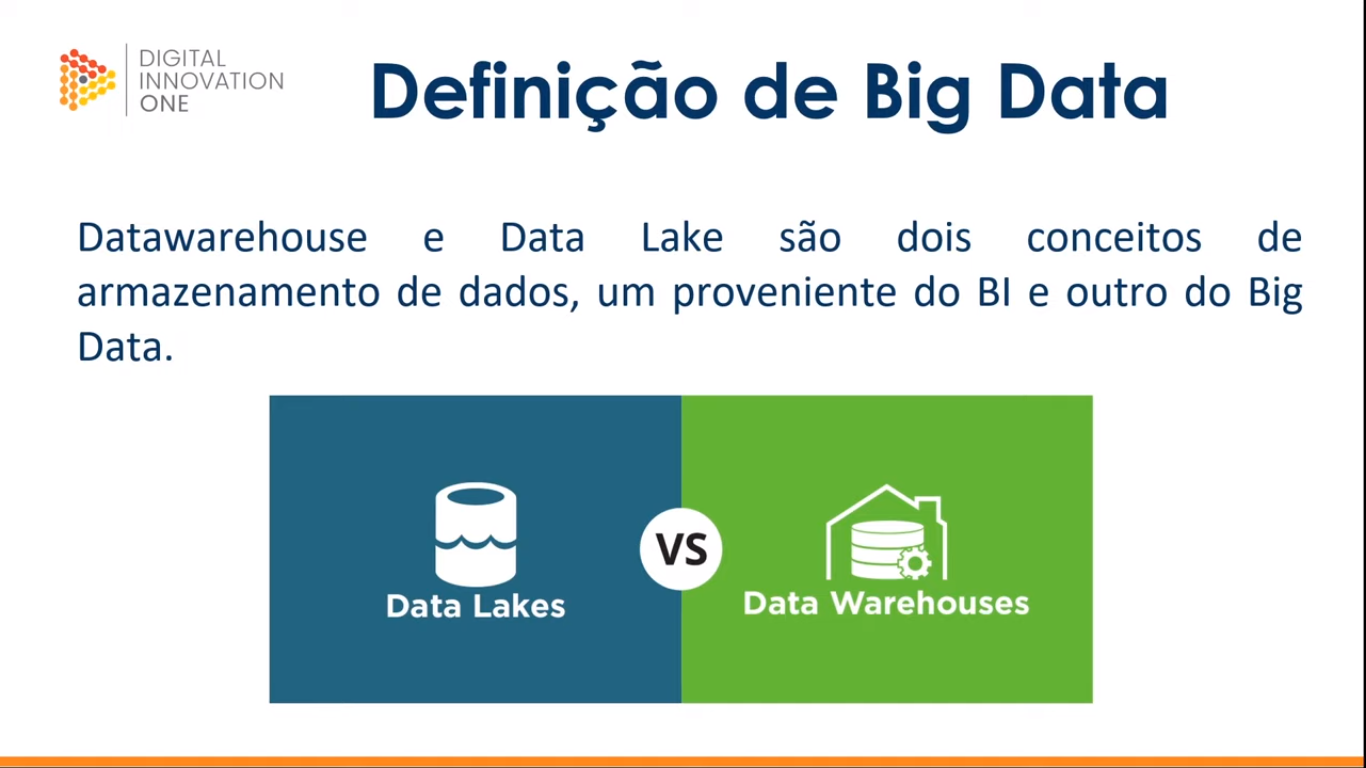 DIGITAL
INNOVATION
ONE
Definição de Big Data
Datawarehouse e Data Lake são dois conceitos de
armazenamento de dados, um proveniente do BI e outro do Big
Data.
VS
Data Lakes
Data Warehouses